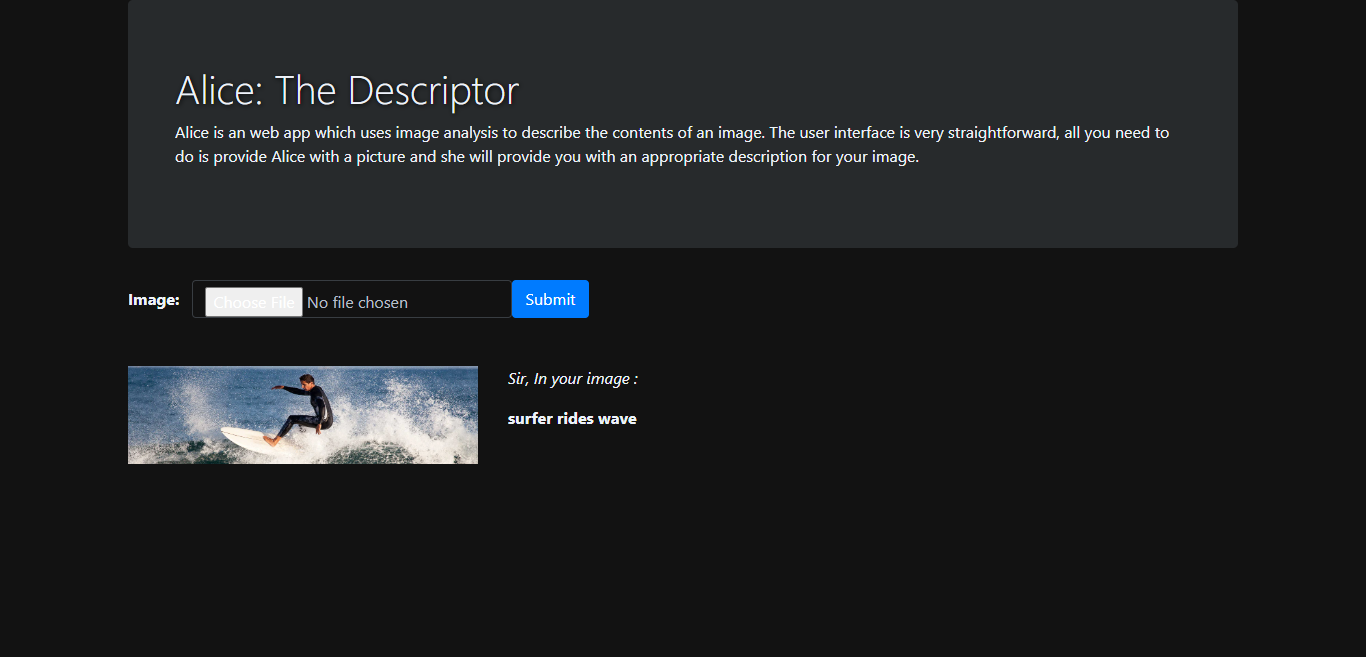 Alice: The Descriptor
Alice is an web app which uses image analysis to describe the contents of an image. The user interface is very straightforward, all you need to
do is provide Alice with a picture and she will provide you with an appropriate description for your image.
Image: Choose File No file chosen Submit
Sir, In your image :
surfer rides wave